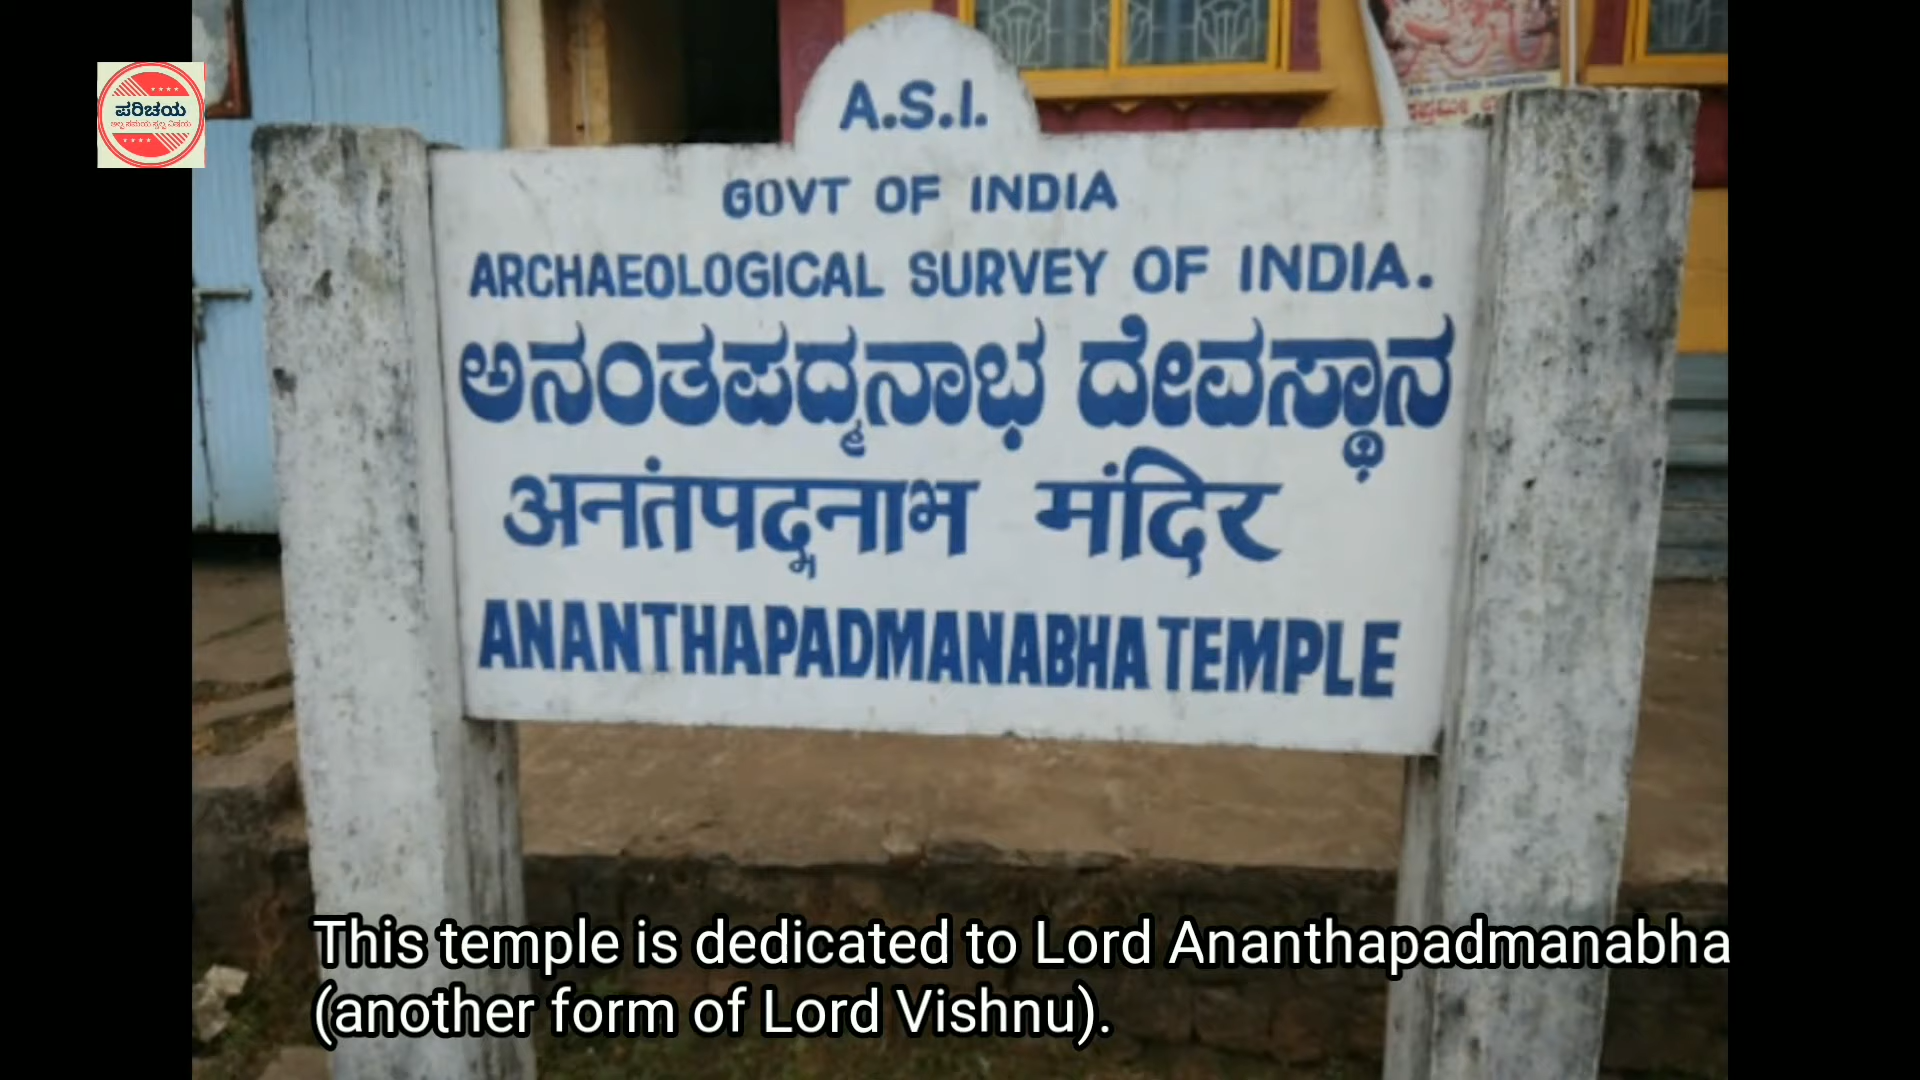 ಪರಿಚಯ
A.S.I.
GOVT OF INDIA
ARCHAEOLOGICAL SURVEY OF INDIA.
ಅನಂತಪದ್ಮನಾಭ ದೇವಸ್ಥಾನ
अनंतपद्मनाभ मंदिर
ANANTHAPADMANABHA TEMPLE
This temple is dedicated to Lord Ananthapadmanabha
(another form of Lord Vishnu).